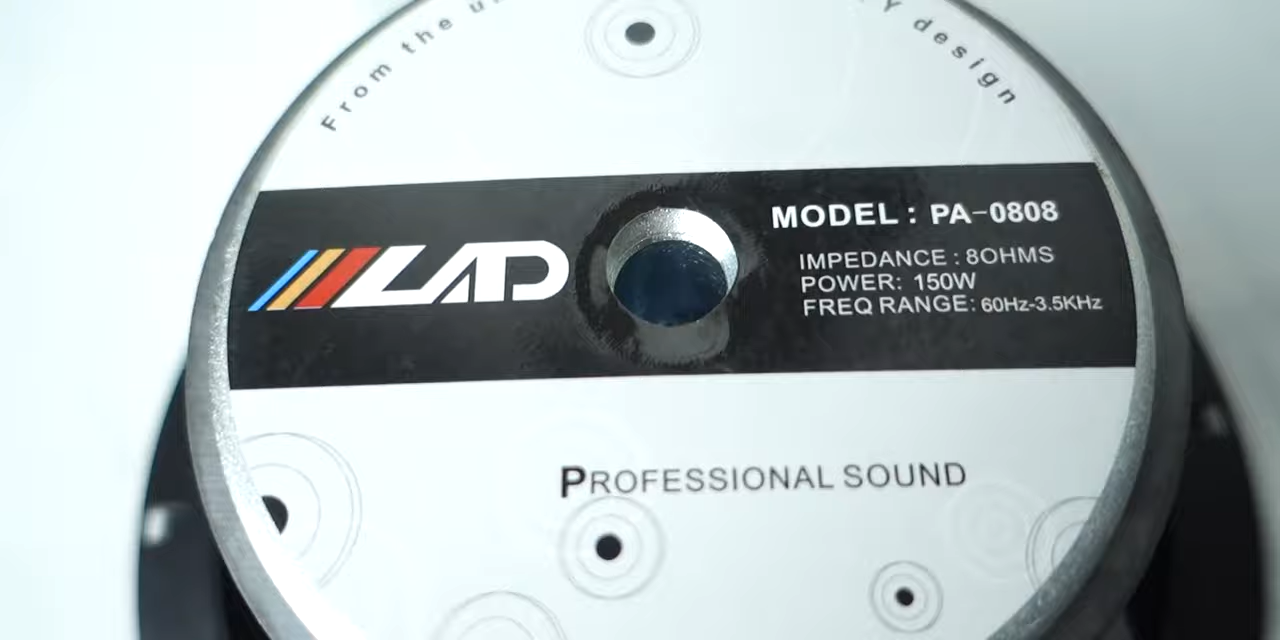 From the
Y design
LAD
MODEL: PA-0808
IMPEDANCE: 8OHMS
POWER: 150W
FREQ RANGE: 60Hz-3.5KHz
PROFESSIONAL SOUND